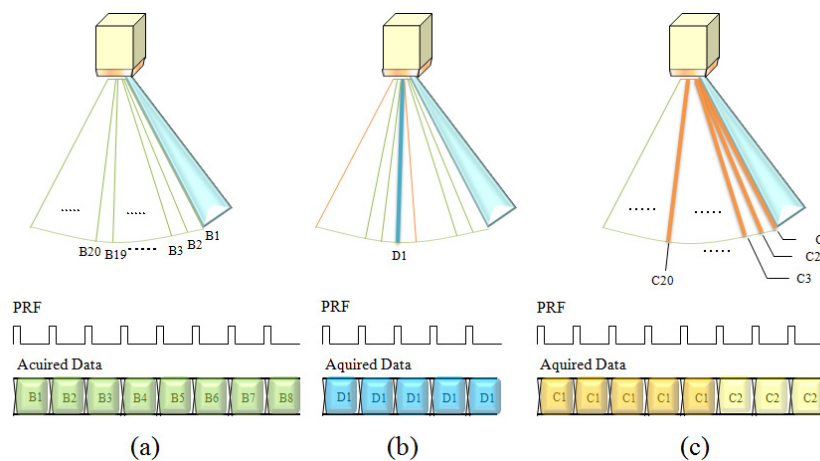 .....
.....
B20 B19 ...... B3 B2 B1
PRF
Acuired Data
B1 B2 B3 B4 B5 B6 B7 B8
(a)
D1
PRF
Aquired Data
D1 D1 D1 D1 D1
(b)
.....
.....
.....
C
C2
C3
C20
PRF
Aquired Data
C1 C1 C1 C1 C1 C2 C2 C2
(c)